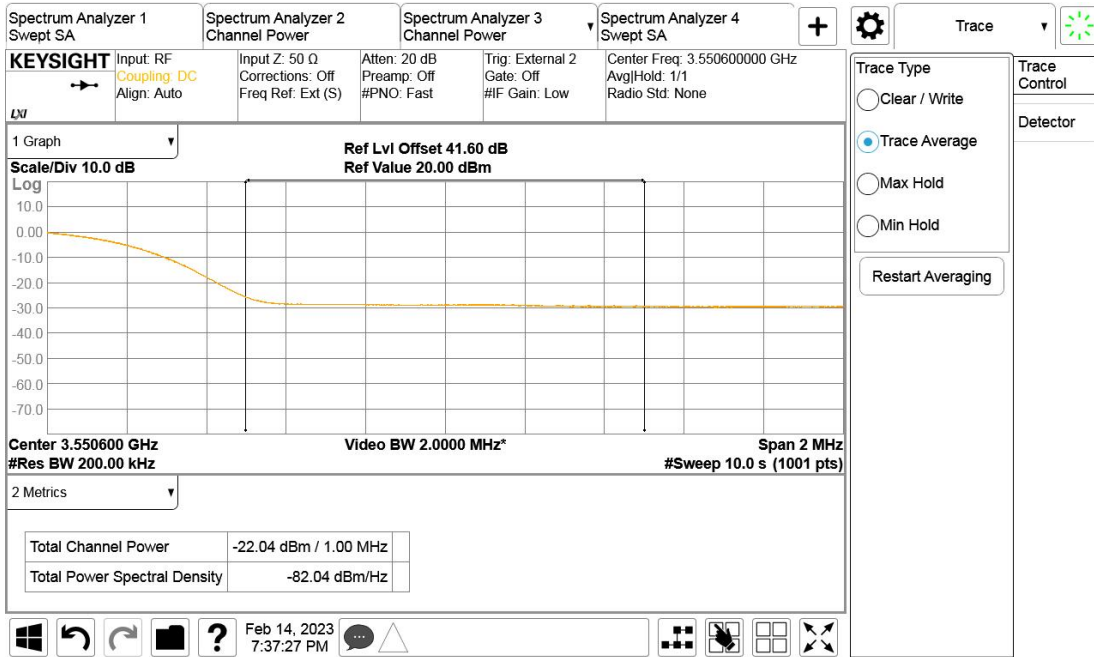 Spectrum Analyzer 1
Swept SA
Spectrum Analyzer 2
Channel Power
Spectrum Analyzer 3
Channel Power
Spectrum Analyzer 4
Swept SA
Trace
KEYSIGHT
LXI
Input: RF
Coupling: DC
Align: Auto
Input Z: 50 Ω
Corrections: Off
Freq Ref: Ext (S)
Atten: 20 dB
Preamp: Off
#PNO: Fast
Trig: External 2
Gate: Off
#IF Gain: Low
Center Freq: 3.550600000 GHz
Avg|Hold: 1/1
Radio Std: None
Trace Type
Clear / Write
Trace Average
Max Hold
Min Hold
Restart Averaging
Trace
Control
Detector
1 Graph
Scale/Div 10.0 dB
Ref Lvl Offset 41.60 dB
Ref Value 20.00 dBm
Log
10.0
0.00
-10.0
-20.0
-30.0
-40.0
-50.0
-60.0
-70.0
Center 3.550600 GHz
#Res BW 200.00 kHz
Video BW 2.0000 MHz*
Span 2 MHz
#Sweep 10.0 s (1001 pts)
2 Metrics
Total Channel Power -22.04 dBm / 1.00 MHz
Total Power Spectral Density -82.04 dBm/Hz
?
Feb 14, 2023
7:37:27 PM